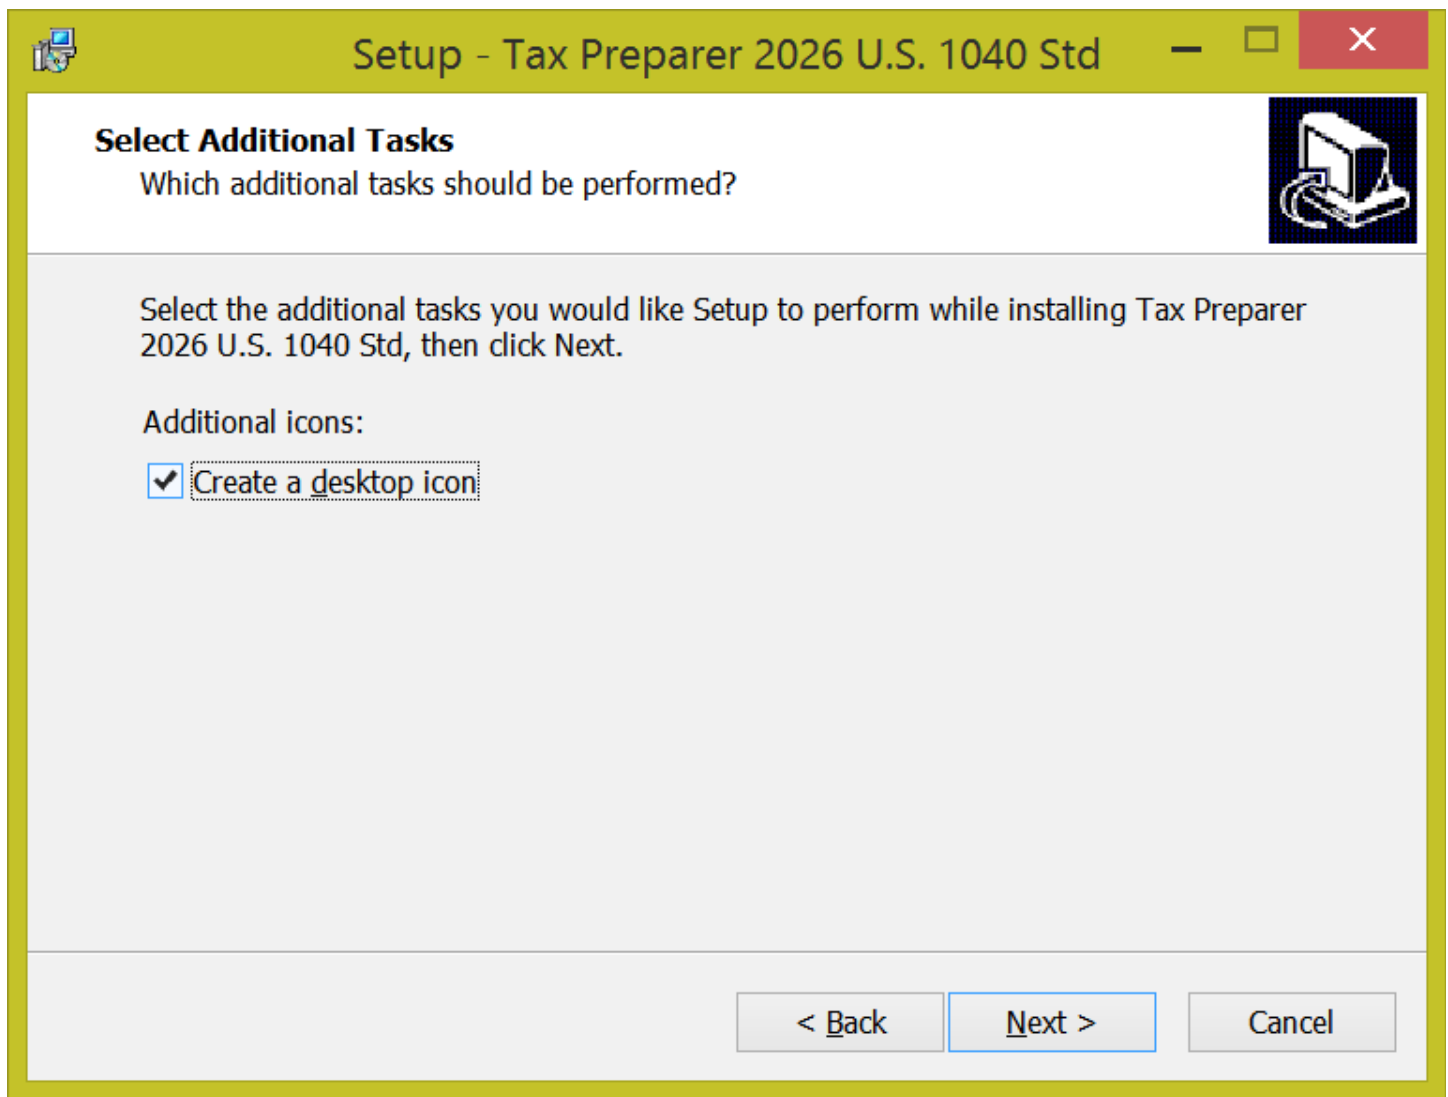 Setup - Tax Preparer 2026 U.S. 1040 Std
Select Additional Tasks
Which additional tasks should be performed?
Select the additional tasks you would like Setup to perform while installing Tax Preparer
2026 U.S. 1040 Std, then click Next.
Additional icons:
Create a desktop icon
< Back
Next >
Cancel